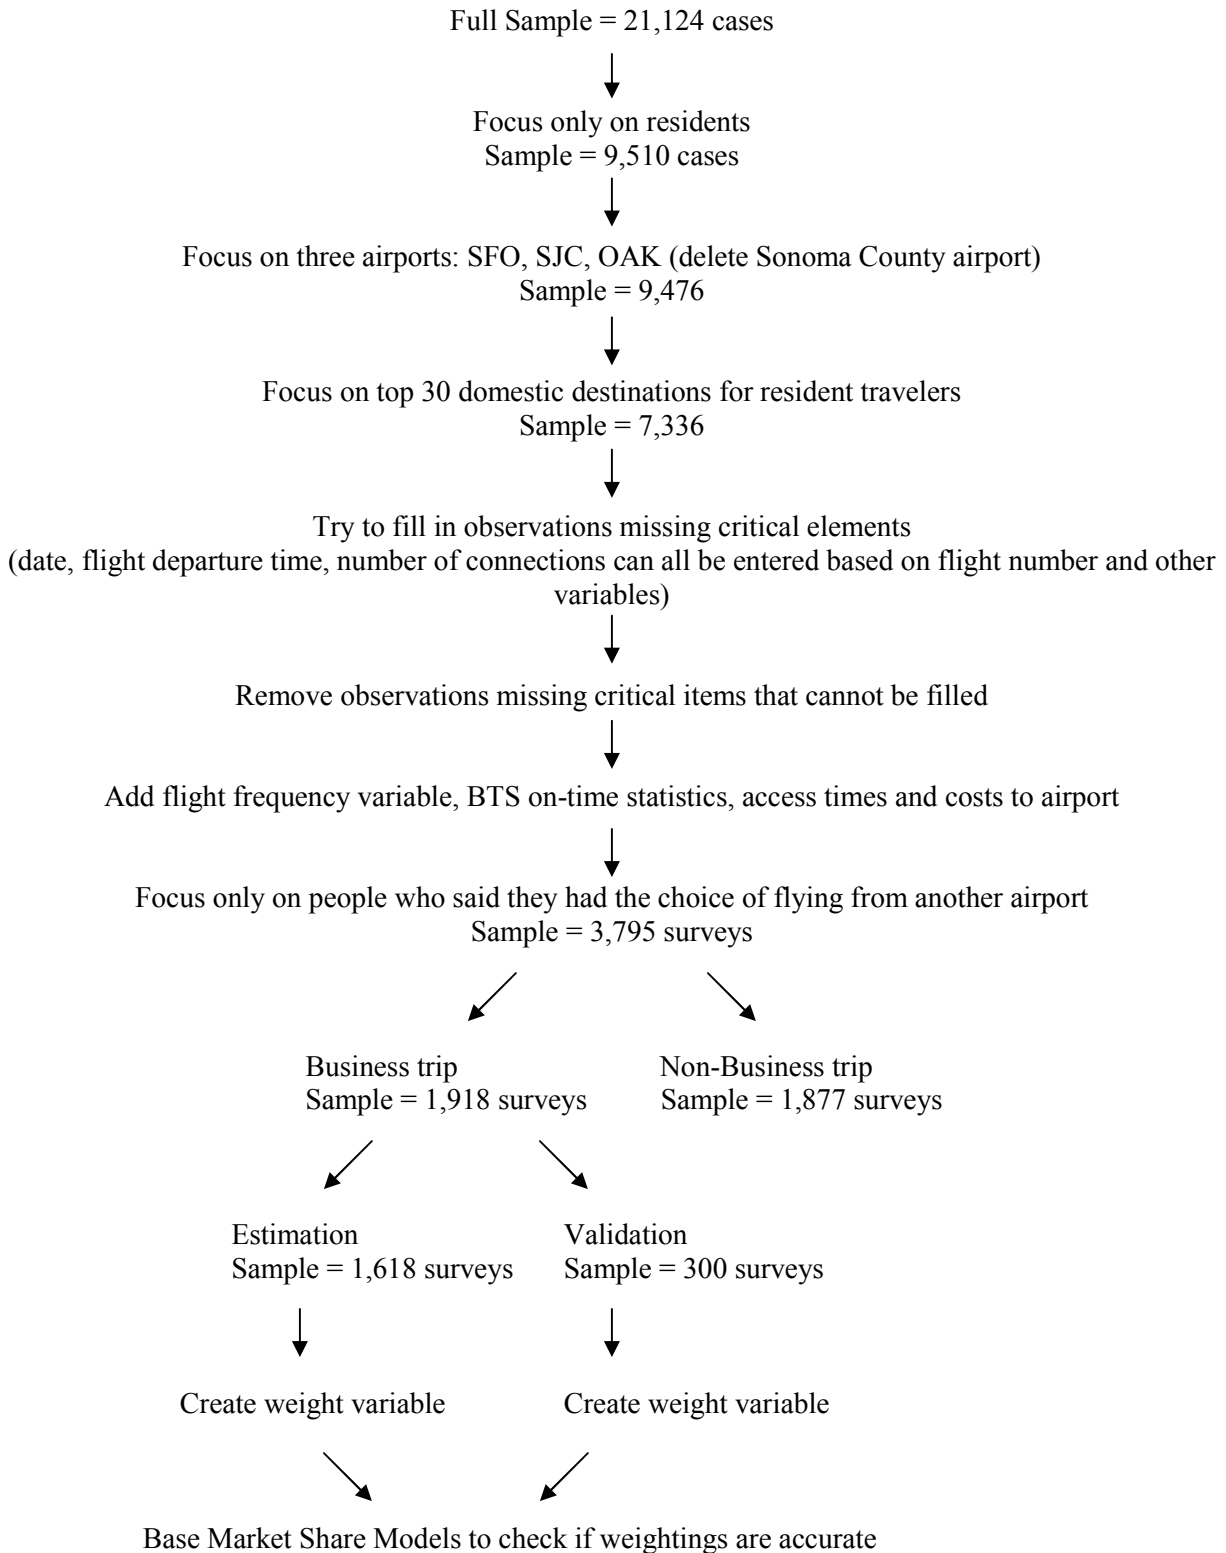 Full Sample = 21,124 cases
Focus only on residents
Sample = 9,510 cases
Focus on three airports: SFO, SJC, OAK (delete Sonoma County airport)
Sample = 9,476
Focus on top 30 domestic destinations for resident travelers
Sample = 7,336
Try to fill in observations missing critical elements
(date, flight departure time, number of connections can all be entered based on flight number and other
variables)
Remove observations missing critical items that cannot be filled
Add flight frequency variable, BTS on-time statistics, access times and costs to airport
Focus only on people who said they had the choice of flying from another airport
Sample = 3,795 surveys
Business trip
Sample = 1,918 surveys
Non-Business trip
Sample = 1,877 surveys
Estimation
Sample = 1,618 surveys
Validation
Sample = 300 surveys
Create weight variable
Create weight variable
Base Market Share Models to check if weightings are accurate